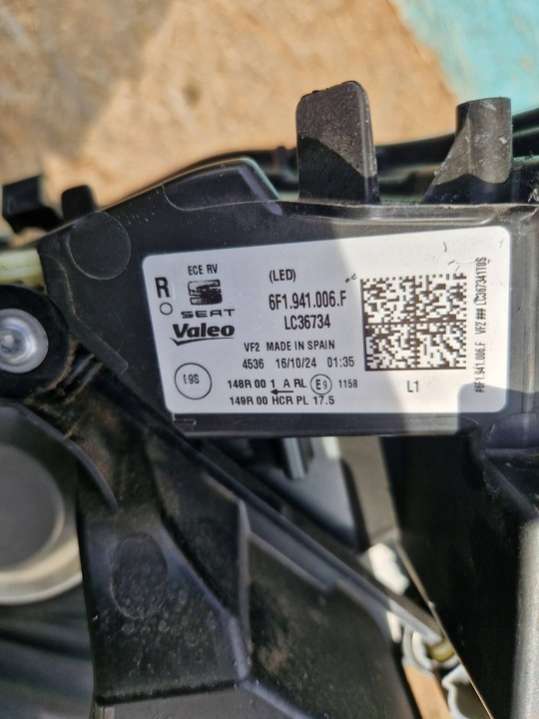 ECE RV
(LED)
R
SEAT
6F1.941.006.F
Valeo
LC36734
VF2 MADE IN SPAIN
4536 16/10/24 01:35
S61
148R 00 1 A RL E9 1158
149R 00 HCR PL 17.5
L1